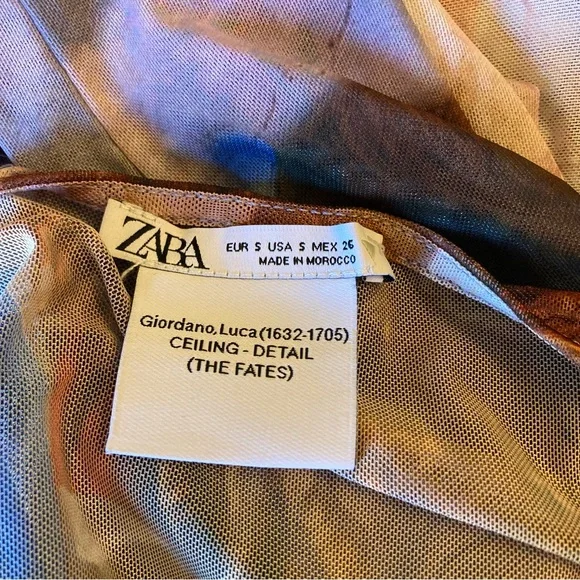 ZARA
EUR S USA S MEX 26
MADE IN MOROCCO
Giordano, Luca (1632-1705)
CEILING - DETAIL
(THE FATES)